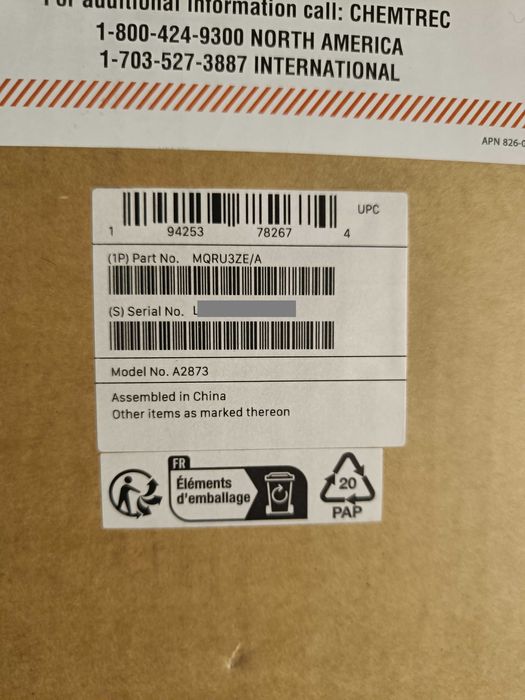 For additional information call: CHEMTREC
1-800-424-9300 NORTH AMERICA
1-703-527-3887 INTERNATIONAL
APN 826-0
UPC
1 94253 78267 4
(1P) Part No. MQRU3ZE/A
(S) Serial No. L
Model No. A2873
Assembled in China
Other items as marked thereon
FR
Éléments
d'emballage
20
PAP